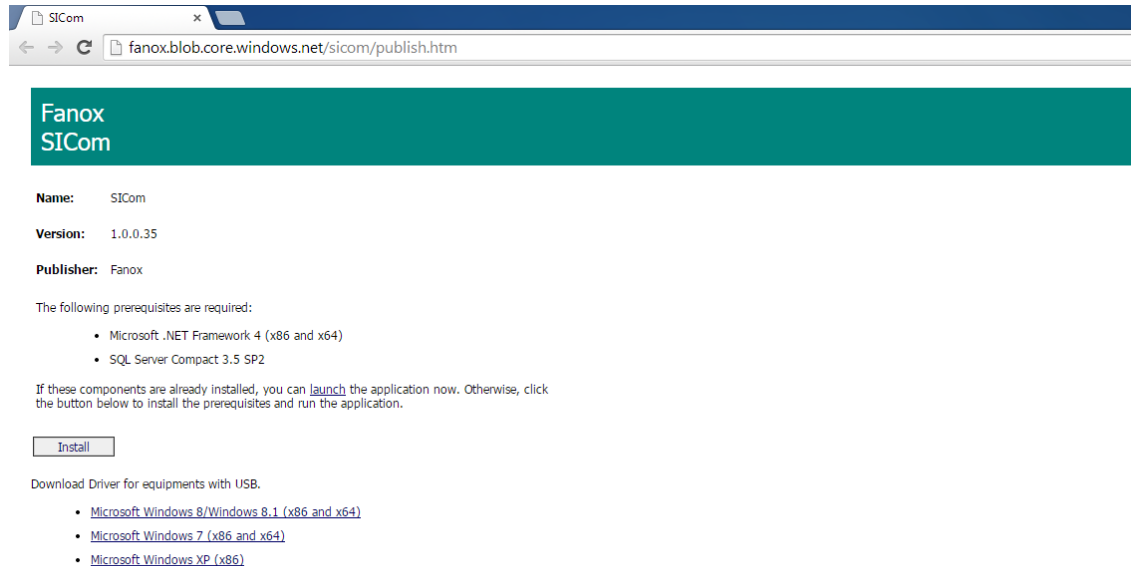 SICom
fanox.blob.core.windows.net/sicom/publish.htm
Fanox
SICom
Name: SICom
Version: 1.0.0.35
Publisher: Fanox
The following prerequisites are required:
• Microsoft .NET Framework 4 (x86 and x64)
• SQL Server Compact 3.5 SP2
If these components are already installed, you can launch the application now. Otherwise, click
the button below to install the prerequisites and run the application.
Install
Download Driver for equipments with USB.
• Microsoft Windows 8/Windows 8.1 (x86 and x64)
• Microsoft Windows 7 (x86 and x64)
• Microsoft Windows XP (x86)